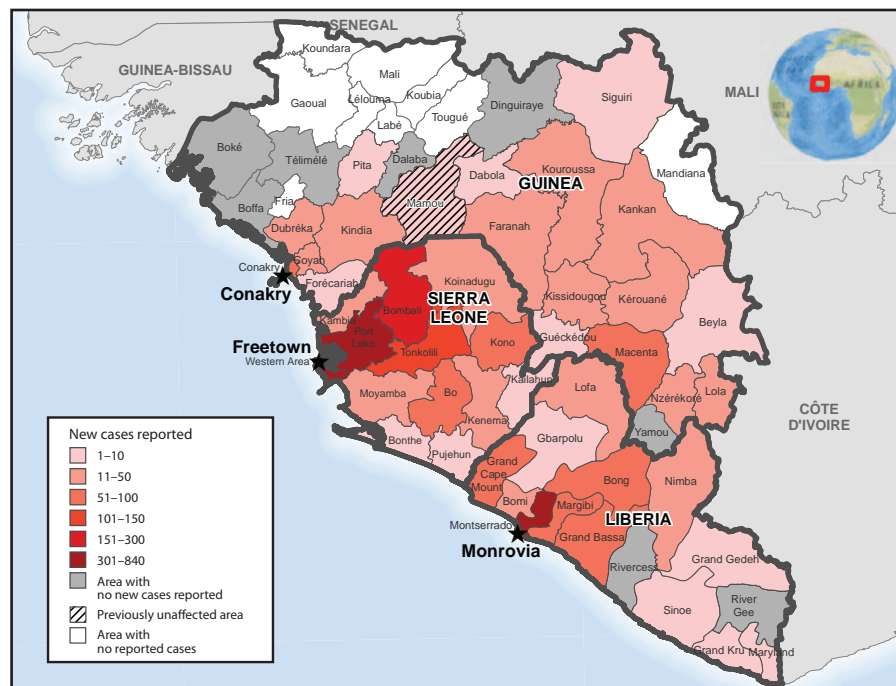 SENEGAL
GUINEA-BISSAU
MALI
AFRICA
Koundara
Mali
Koubia
Gaoual
Lélouma
Labé
Tougué
Dinguiraye
Siguiri
Boké
Télimélé
Pita
Dalaba
Mamou
Dabola
GUINEA
Kouroussa
Mandiana
Boffa
Fria
Dubréka
Kindia
Faranah
Kankan
Conakry
Coyah
Conakry
Forécariah
Koinadugu
Kissidougou
Kérouané
Beyla
SIERRA
LEONE
Bombali
Kambia
Port
Loko
Freetown
Western Area
Tonkolili
Kono
Guéckédou
Macenta
Moyamba
Bo
Kailahun
Kenema
Lofa
Nzérékoré
Lola
Yamou
CÔTE
D'IVOIRE
Bonthe
Pujehun
Gbarpolu
Grand
Cape
Mount
Bomi
Bong
Nimba
Montserrado
Margibi
LIBERIA
Monrovia
Grand Bassa
Rivercess
Grand Gedeh
Sinoe
River
Gee
Grand Kru
Maryland
New cases reported
1–10
11–50
51–100
101–150
151–300
301–840
Area with
no new cases reported
Previously unaffected area
Area with
no reported cases